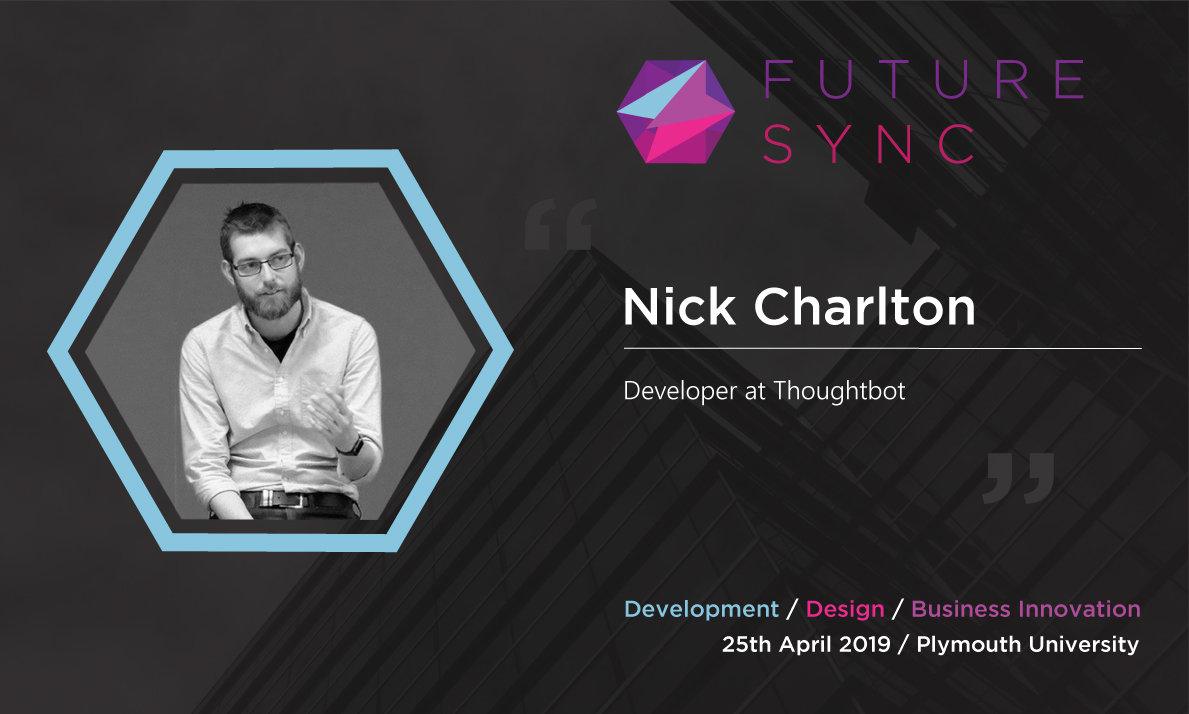 FUTURE
SYNC
“
Nick Charlton
Developer at Thoughtbot
”
Development / Design / Business Innovation
25th April 2019 / Plymouth University